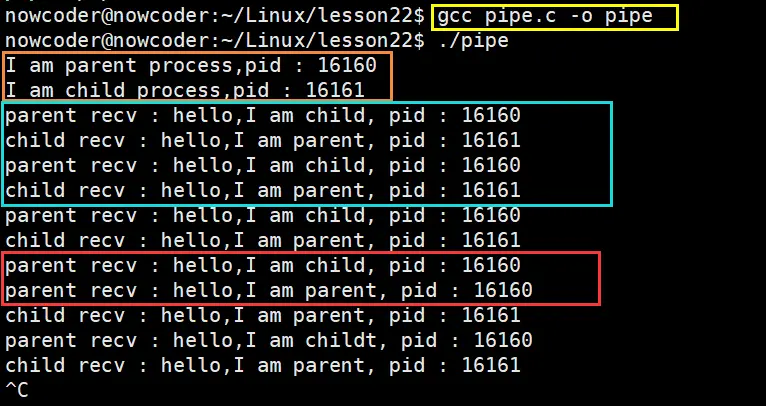 nowcoder@nowcoder:~/Linux/lesson22$ gcc pipe.c -o pipe
nowcoder@nowcoder:~/Linux/lesson22$ ./pipe
I am parent process,pid : 16160
I am child process,pid : 16161
parent recv : hello,I am child, pid : 16160
child recv : hello,I am parent, pid : 16161
parent recv : hello,I am child, pid : 16160
child recv : hello,I am parent, pid : 16161
parent recv : hello,I am child, pid : 16160
child recv : hello,I am parent, pid : 16161
parent recv : hello,I am child, pid : 16160
parent recv : hello,I am parent, pid : 16160
child recv : hello,I am parent, pid : 16161
parent recv : hello,I am childt, pid : 16160
child recv : hello,I am parent, pid : 16161
^C